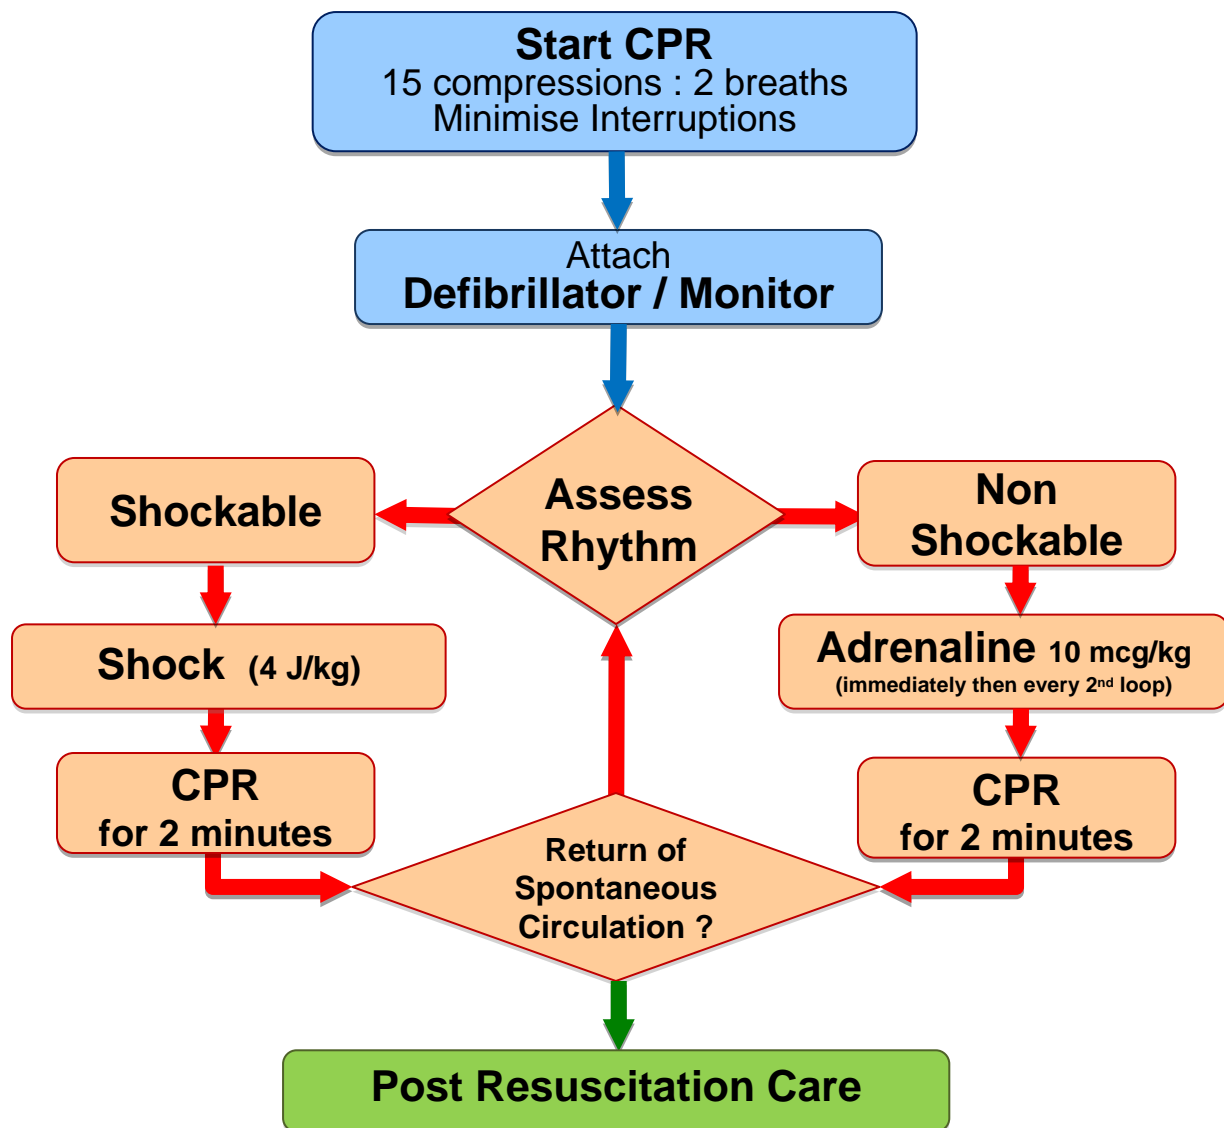 Start CPR
15 compressions : 2 breaths
Minimise Interruptions
Attach
Defibrillator / Monitor
Assess
Rhythm
Shockable
Non
Shockable
Shock (4 J/kg)
Adrenaline 10 mcg/kg
(immediately then every 2nd loop)
CPR
for 2 minutes
CPR
for 2 minutes
Return of
Spontaneous
Circulation ?
Post Resuscitation Care